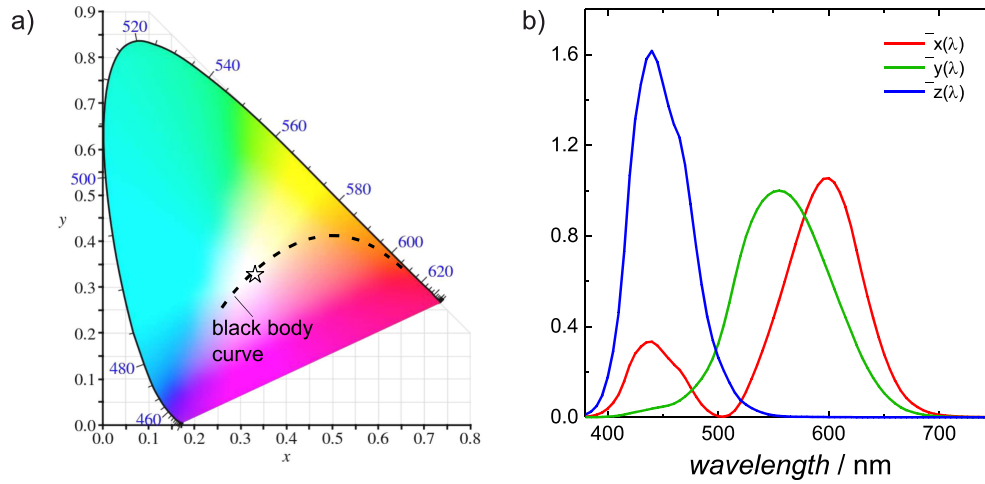 a)
0.9
0.8
0.7
0.6
0.5
0.4
0.3
0.2
0.1
0.0
y
520
540
560
580
600
620
500
480
460
black body
curve
0.0 0.1 0.2 0.3 0.4 0.5 0.6 0.7 0.8
x
b)
1.6
1.2
0.8
0.4
0.0
‾x(λ)
‾y(λ)
‾z(λ)
400 500 600 700
wavelength / nm